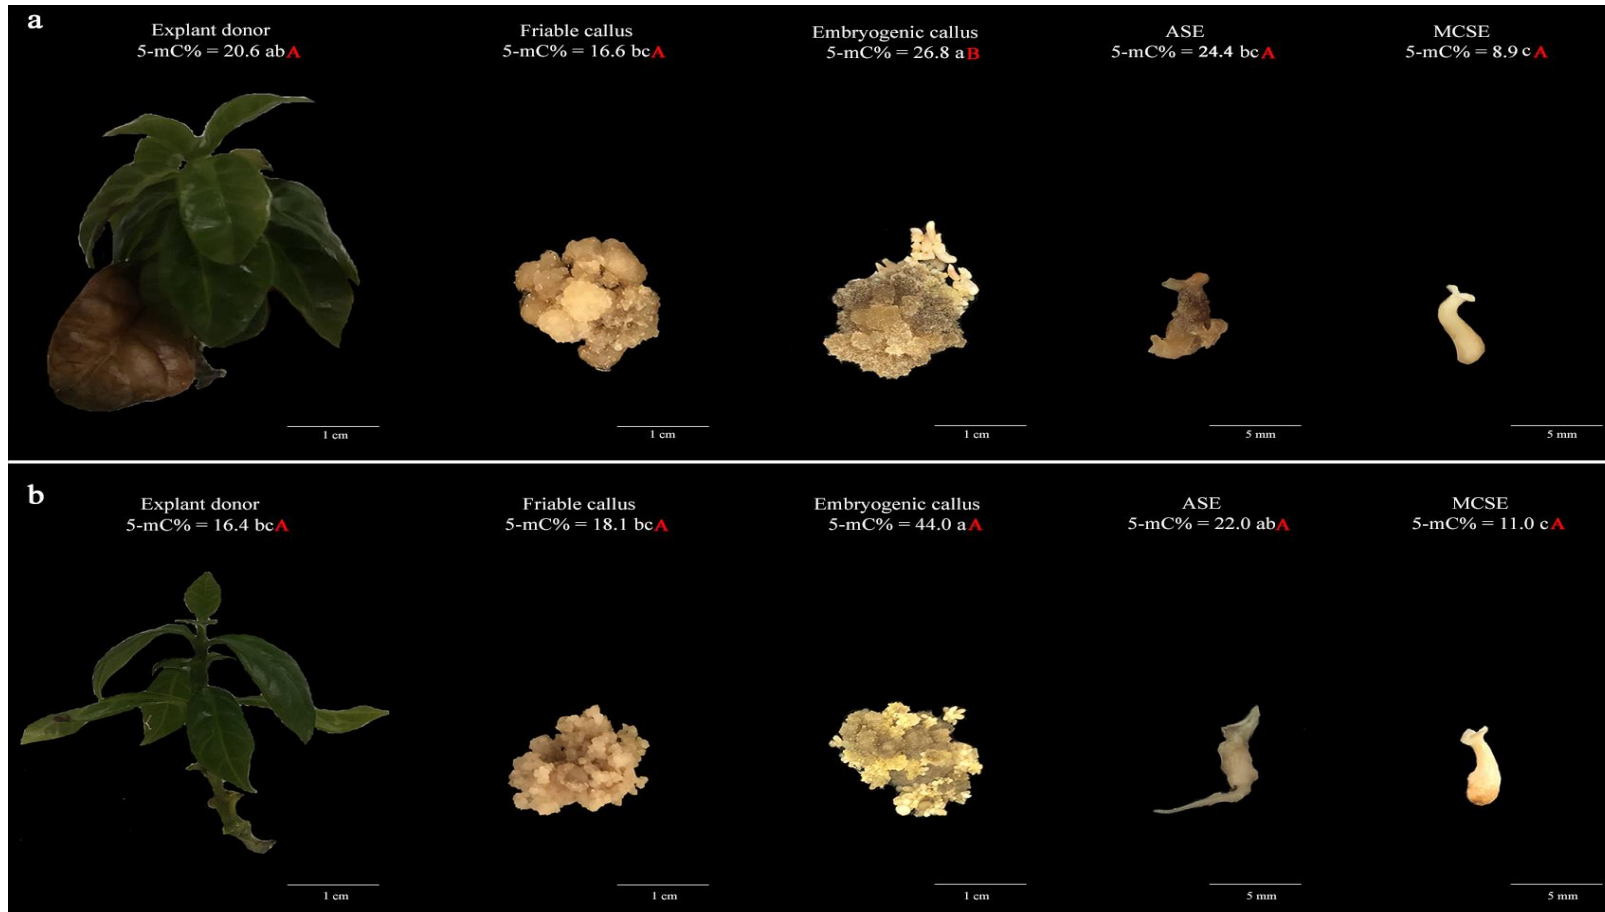 a
Explant donor
5-mC% = 20.6 abA
Friable callus
5-mC% = 16.6 bcA
Embryogenic callus
5-mC% = 26.8 aB
ASE
5-mC% = 24.4 bcA
MCSE
5-mC% = 8.9 cA
1 cm
1 cm
1 cm
5 mm
5 mm
b
Explant donor
5-mC% = 16.4 bcA
Friable callus
5-mC% = 18.1 bcA
Embryogenic callus
5-mC% = 44.0 aA
ASE
5-mC% = 22.0 abA
MCSE
5-mC% = 11.0 cA
1 cm
1 cm
1 cm
5 mm
5 mm